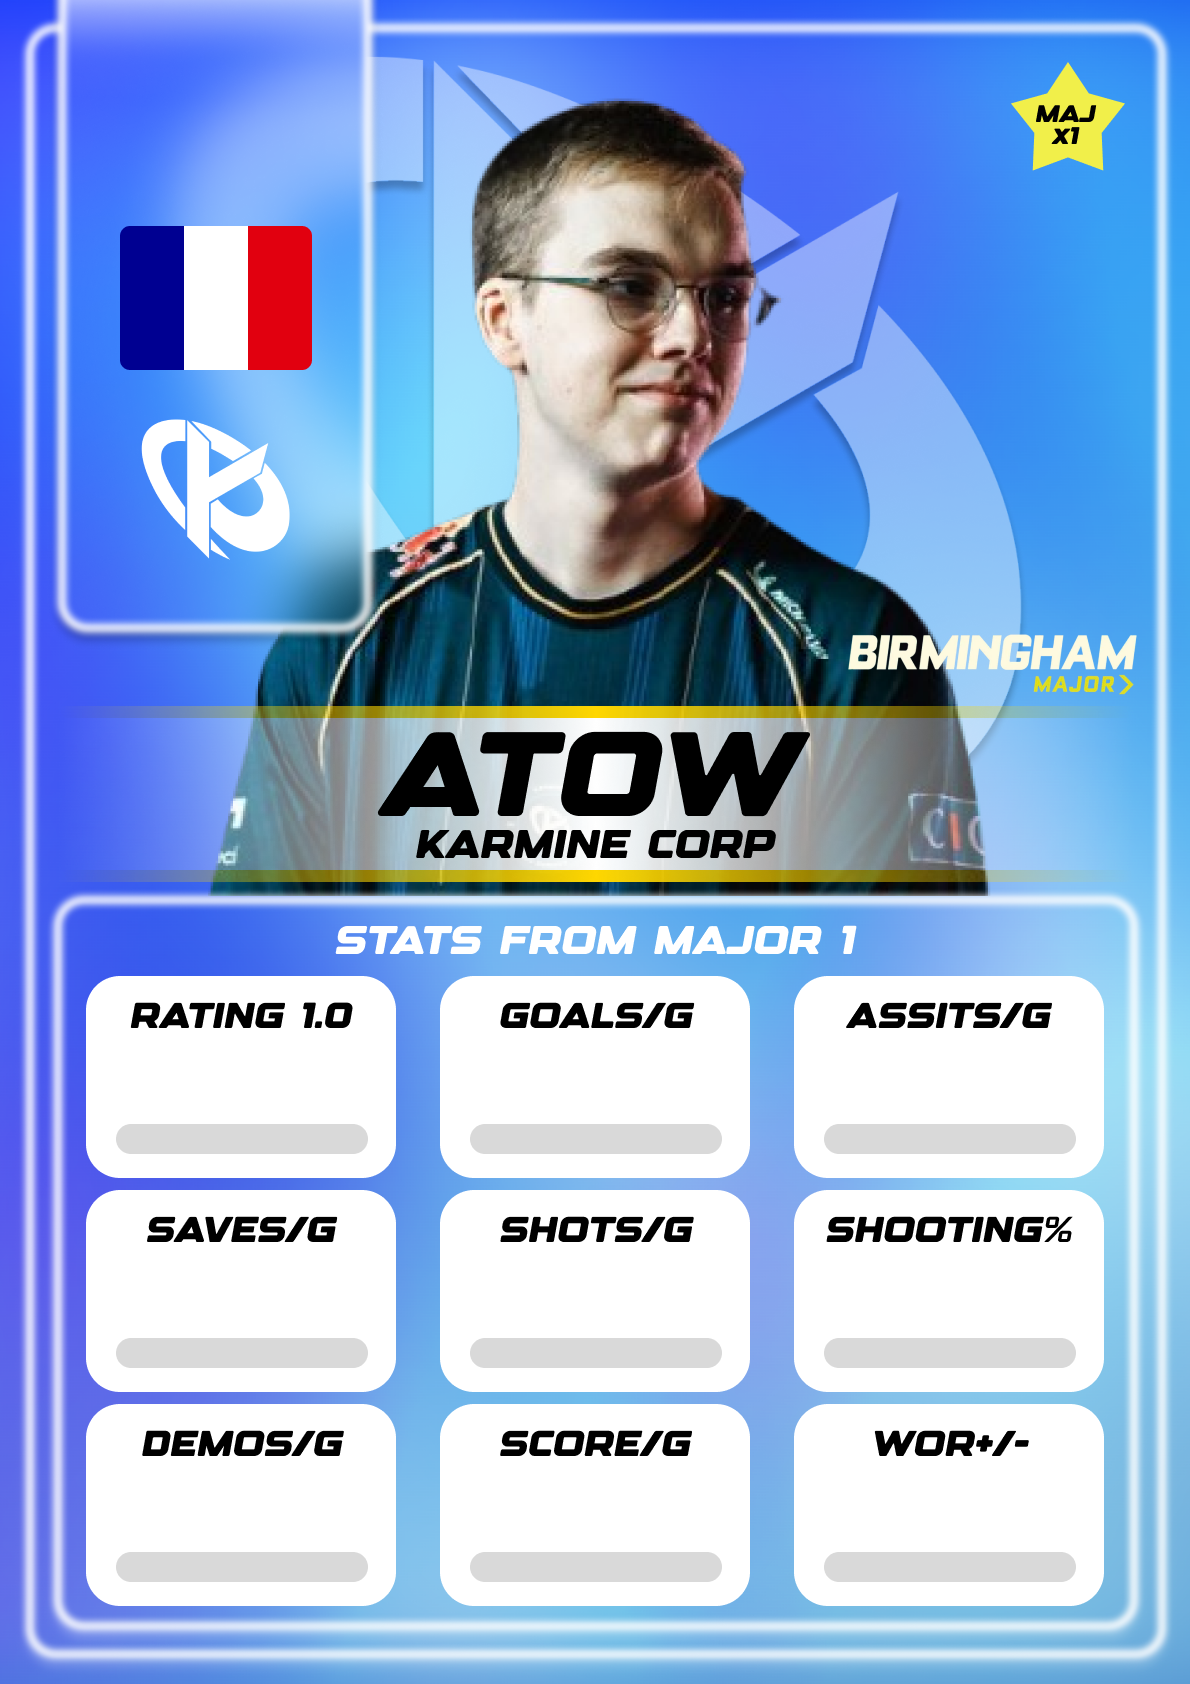 MAJ
X1
BIRMINGHAM
MAJOR
ATOW
KARMINE CORP
STATS FROM MAJOR 1
RATING 1.0
GOALS/G
ASSITS/G
SAVES/G
SHOTS/G
SHOOTING%
DEMOS/G
SCORE/G
WOR+/-